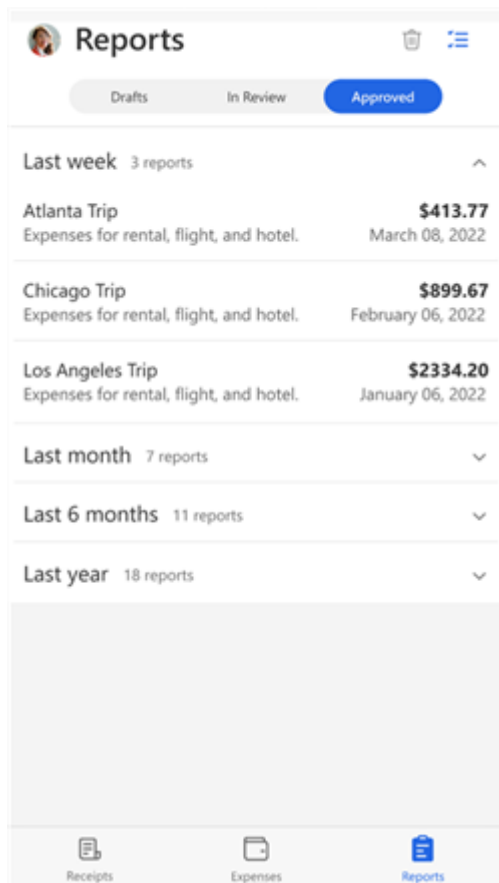 Reports
Drafts In Review Approved
Last week 3 reports
Atlanta Trip $413.77
Expenses for rental, flight, and hotel. March 08, 2022
Chicago Trip $899.67
Expenses for rental, flight, and hotel. February 06, 2022
Los Angeles Trip $2334.20
Expenses for rental, flight, and hotel. January 06, 2022
Last month 7 reports
Last 6 months 11 reports
Last year 18 reports
Receipts Expenses Reports